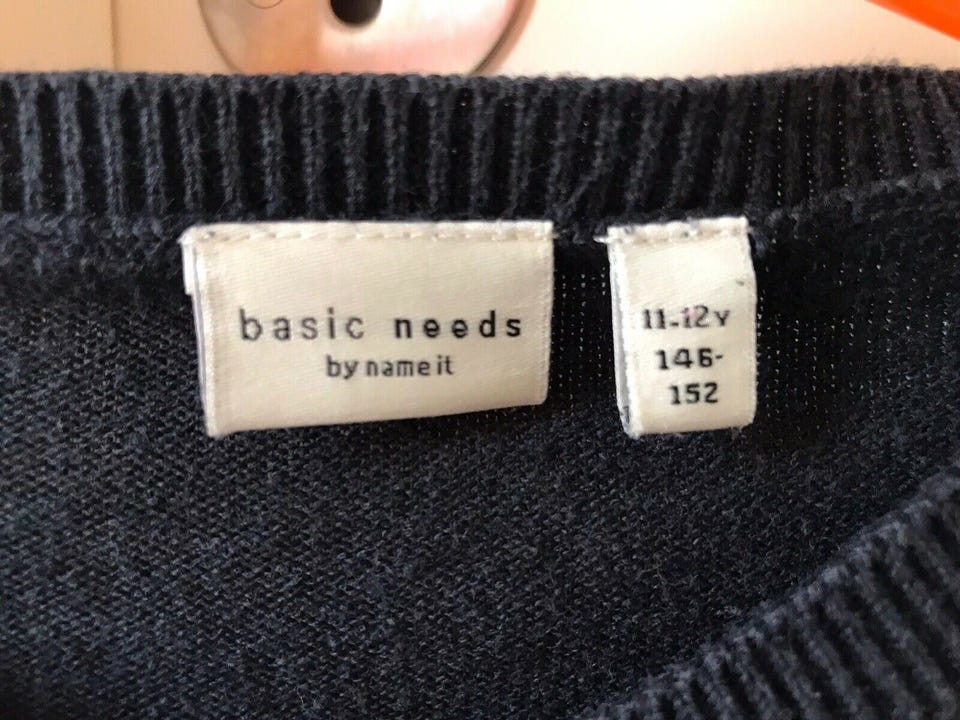 basic needs
by name it
11-12Y
146-
152